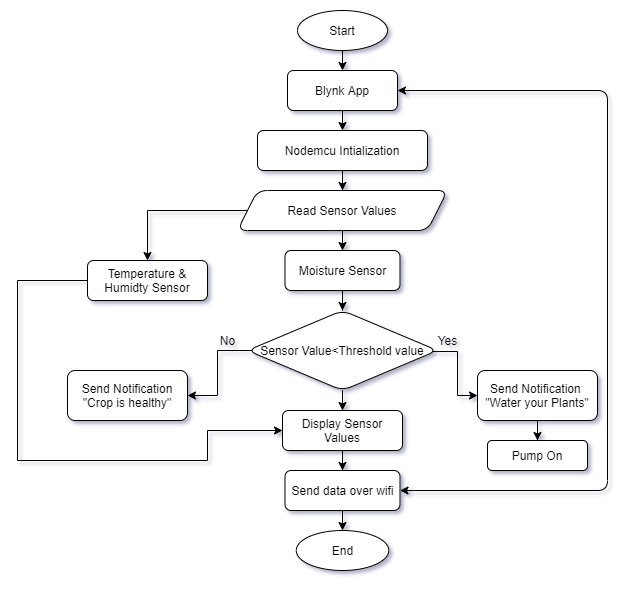 Start
Blynk App
Nodemcu Intialization
Read Sensor Values
Temperature &
Humidty Sensor
Moisture Sensor
No
Sensor Value<Threshold value
Yes
Send Notification
"Crop is healthy"
Send Notification
"Water your Plants"
Display Sensor
Values
Pump On
Send data over wifi
End